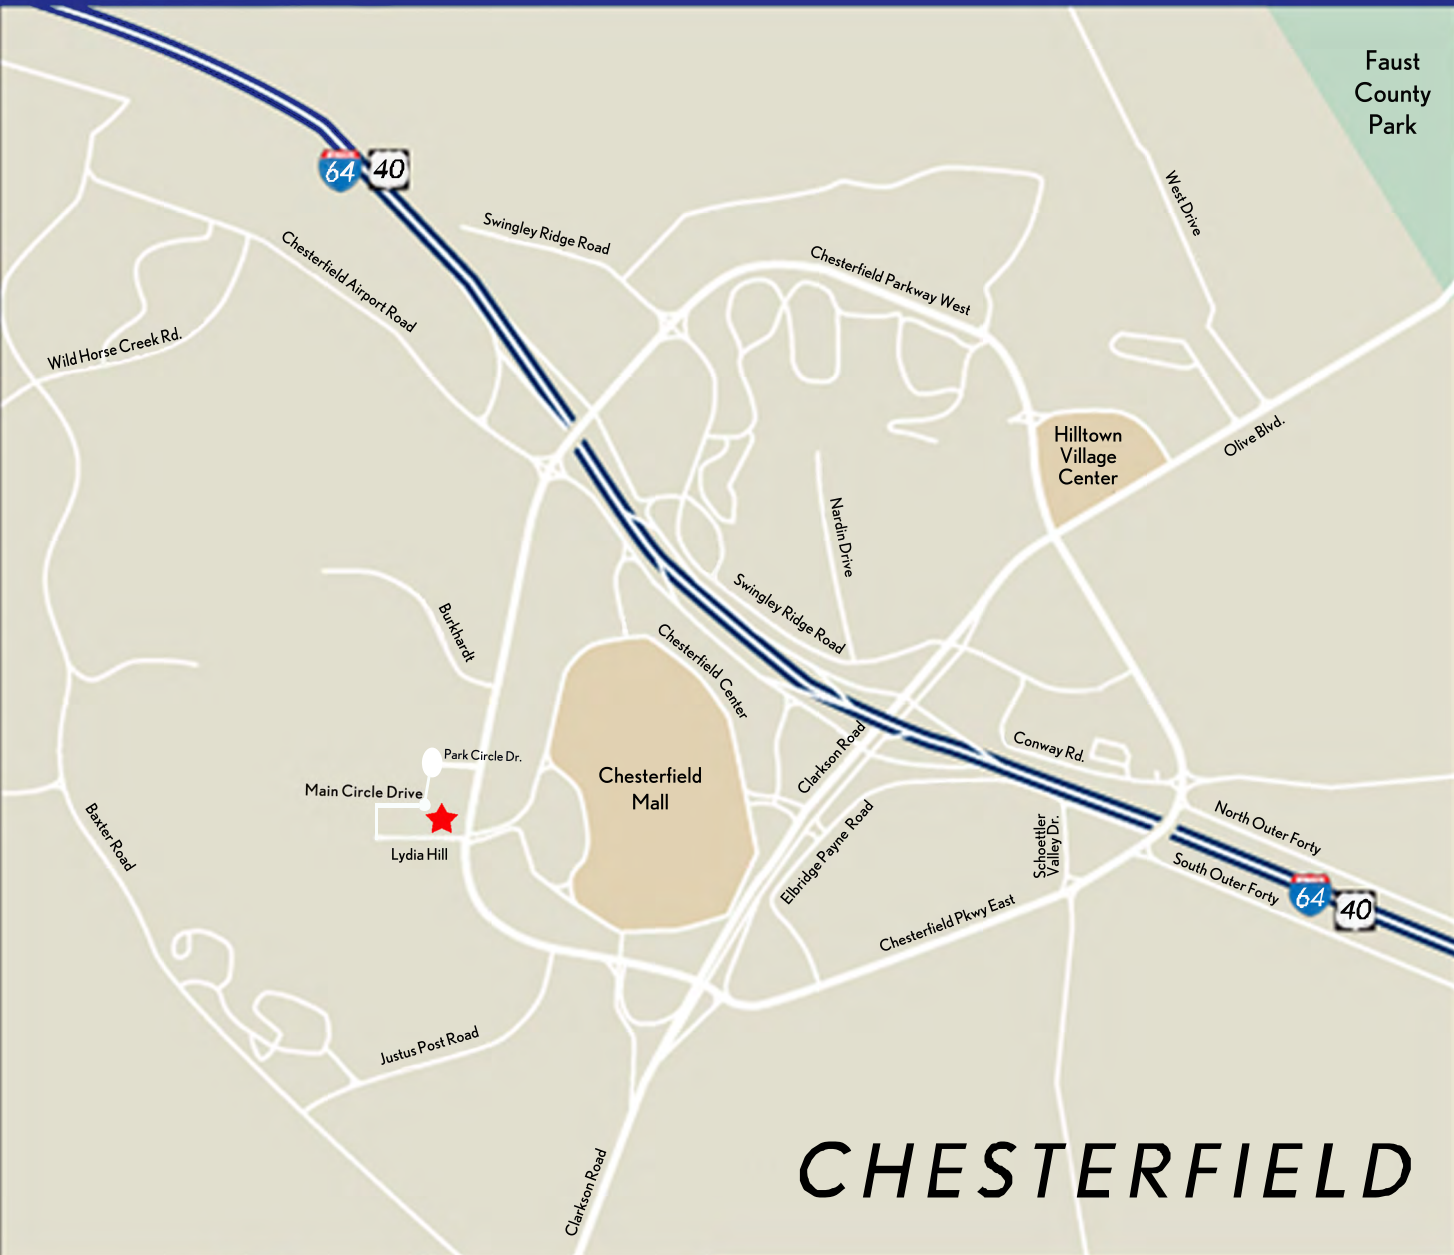 Faust
County
Park
64
40
West Drive
Swingley Ridge Road
Chesterfield Airport Road
Chesterfield Parkway West
Wild Horse Creek Rd.
Hilltown
Village
Center
Olive Blvd.
Nardin Drive
Swingley Ridge Road
Burkhardt
Chesterfield Center
Clarkson Road
Conway Rd.
Park Circle Dr.
Chesterfield
Mall
Main Circle Drive
Baxter Road
Lydia Hill
Elbridge Payne Road
Schoettler
Valley Dr.
North Outer Forty
South Outer Forty
64
40
Chesterfield Pkwy East
Justus Post Road
Clarkson Road
CHESTERFIELD